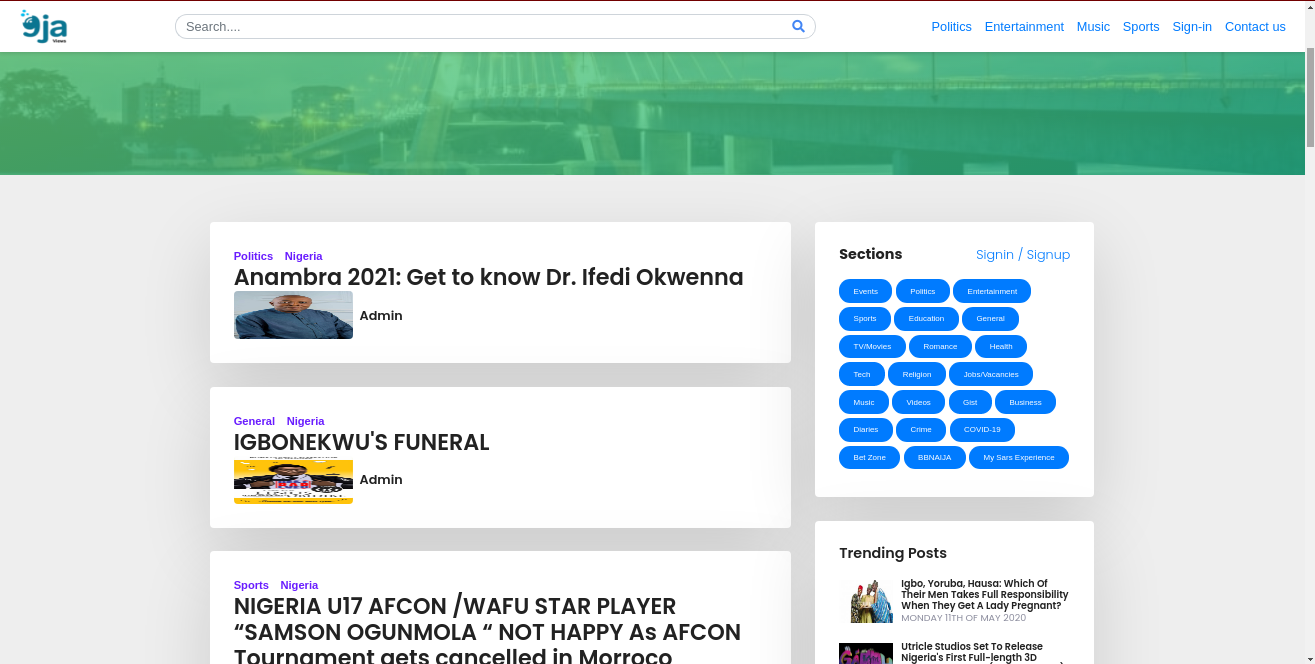 9ja
Views
Search....
Politics Entertainment Music Sports Sign-in Contact us
Politics Nigeria
Anambra 2021: Get to know Dr. Ifedi Okwenna
Admin
General Nigeria
IGBONEKWU'S FUNERAL
Admin
Sports Nigeria
NIGERIA U17 AFCON /WAFU STAR PLAYER
“SAMSON OGUNMOLA “ NOT HAPPY As AFCON
Tournament gets cancelled in Morroco
Sections Signin / Signup
Events Politics Entertainment
Sports Education General
TV/Movies Romance Health
Tech Religion Jobs/Vacancies
Music Videos Gist Business
Diaries Crime COVID-19
Bet Zone BBNAIJA My Sars Experience
Trending Posts
Igbo, Yoruba, Hausa: Which Of
Their Men Takes Full Responsibility
When They Get A Lady Pregnant?
MONDAY 11TH OF MAY 2020
Utricle Studios Set To Release
Nigeria's First Full-length 3D